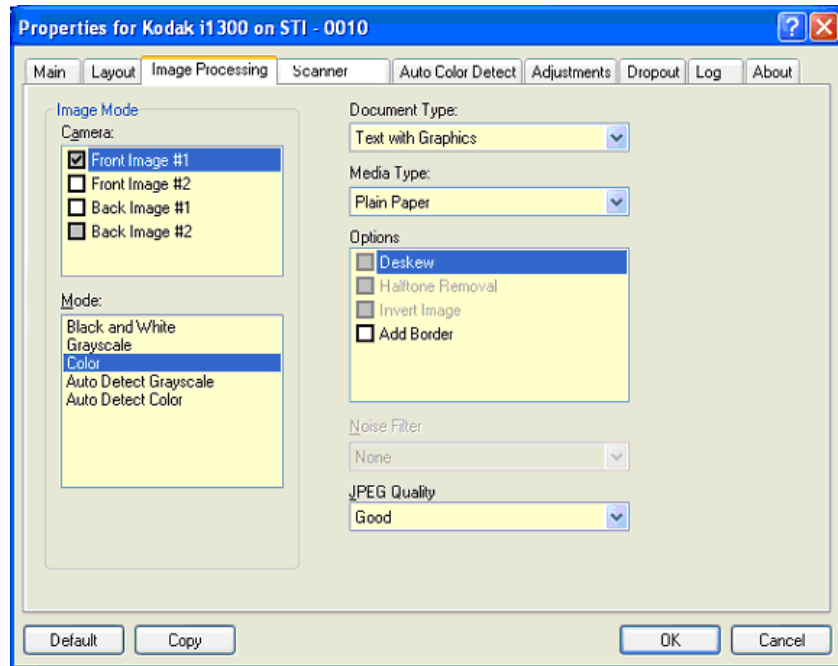 Properties for Kodak i1300 on STI - 0010
Main Layout Image Processing Scanner Auto Color Detect Adjustments Dropout Log About
Image Mode
Camera:
Front Image #1
Front Image #2
Back Image #1
Back Image #2
Mode:
Black and White
Grayscale
Color
Auto Detect Grayscale
Auto Detect Color
Document Type:
Text with Graphics
Media Type:
Plain Paper
Options
Deskew
Halftone Removal
Invert Image
Add Border
Noise Filter
None
JPEG Quality
Good
Default Copy OK Cancel